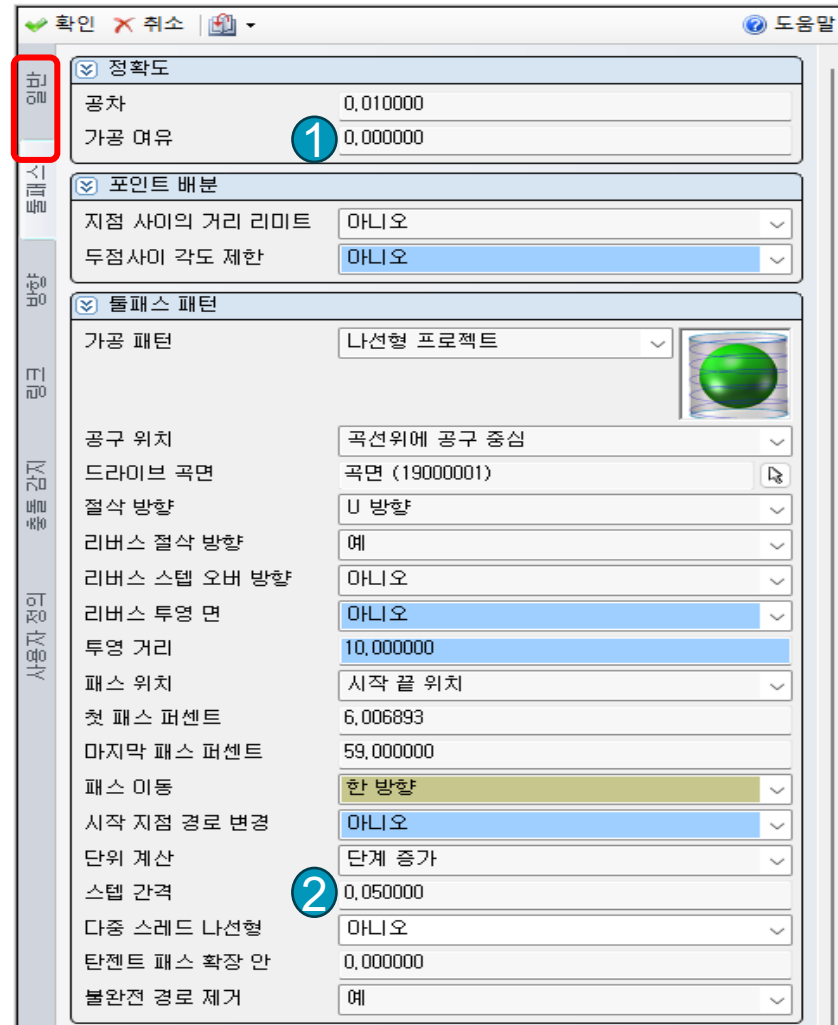 확인 취소 도움말
일반
툴패스
방향
링크
충돌 감지
사용자 정의
정확도
공차 0,010000
가공 여유 1 0,000000
포인트 배분
지점 사이의 거리 리미트 아니오
두점사이 각도 제한 아니오
툴패스 패턴
가공 패턴 나선형 프로젝트
공구 위치 곡선위에 공구 중심
드라이브 곡면 곡면 (19000001)
절삭 방향 U 방향
리버스 절삭 방향 예
리버스 스텝 오버 방향 아니오
리버스 투영 면 아니오
투영 거리 10,000000
패스 위치 시작 끝 위치
첫 패스 퍼센트 6,006893
마지막 패스 퍼센트 59,000000
패스 이동 한 방향
시작 지점 경로 변경 아니오
단위 계산 단계 증가
스텝 간격 2 0,050000
다중 스레드 나선형 아니오
탄젠트 패스 확장 안 0,000000
불완전 경로 제거 예